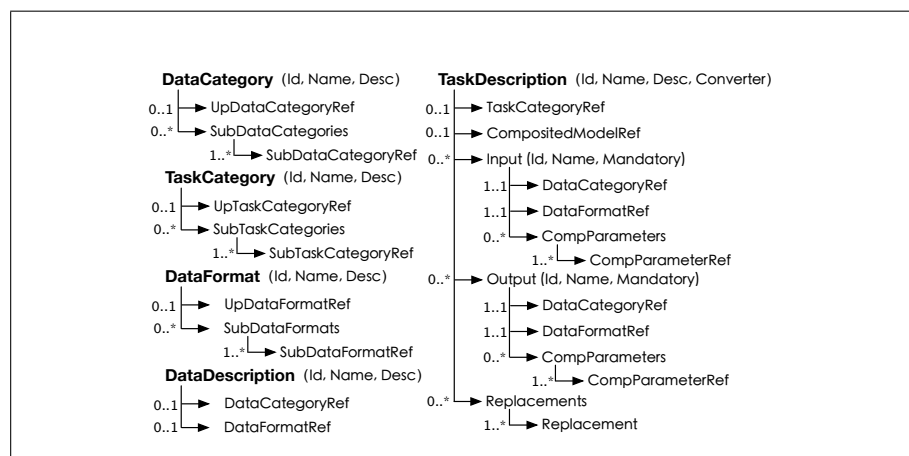 DataCategory (Id, Name, Desc)
0..1 UpDataCategoryRef
0..* SubDataCategories
1..* SubDataCategoryRef
TaskCategory (Id, Name, Desc)
0..1 UpTaskCategoryRef
0..* SubTaskCategories
1..* SubTaskCategoryRef
DataFormat (Id, Name, Desc)
0..1 UpDataFormatRef
0..* SubDataFormats
1..* SubDataFormatRef
DataDescription (Id, Name, Desc)
0..1 DataCategoryRef
0..1 DataFormatRef
TaskDescription (Id, Name, Desc, Converter)
0..1 TaskCategoryRef
0..1 CompositedModelRef
0..* Input (Id, Name, Mandatory)
1..1 DataCategoryRef
1..1 DataFormatRef
0..* CompParameters
1..* CompParameterRef
0..* Output (Id, Name, Mandatory)
1..1 DataCategoryRef
1..1 DataFormatRef
0..* CompParameters
1..* CompParameterRef
0..* Replacements
1..* Replacement